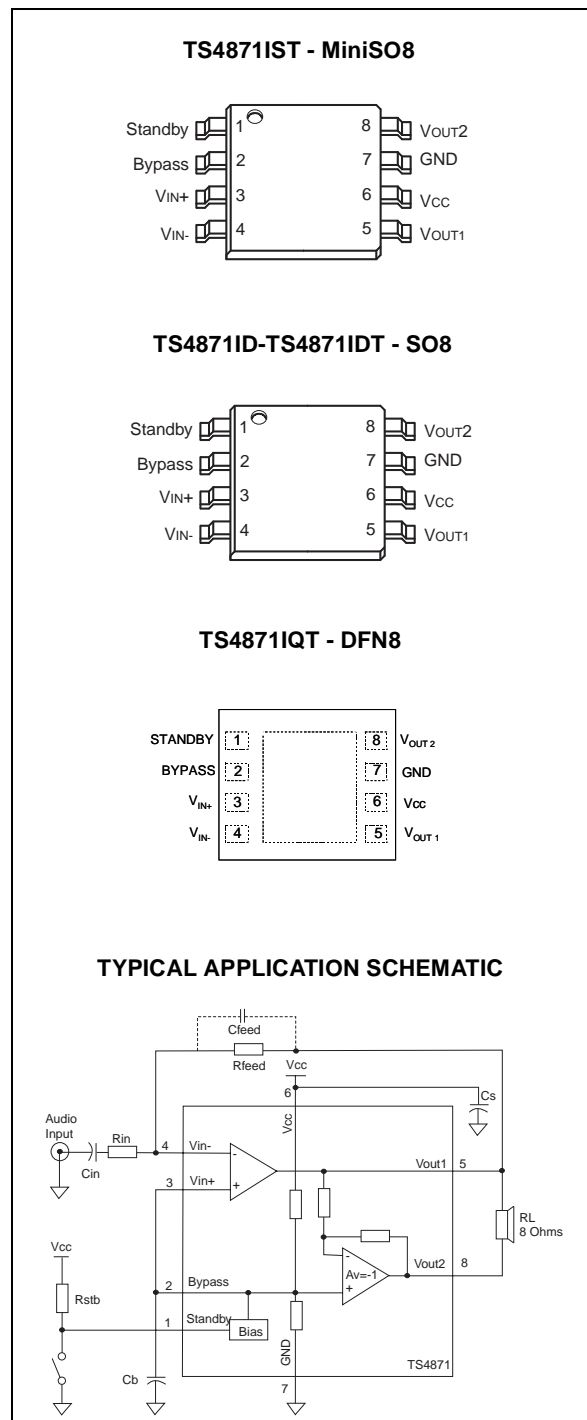 TS4871IST - MiniSO8
Standby 1 8 VOUT2
Bypass 2 7 GND
VIN+ 3 6 VCC
VIN- 4 5 VOUT1
TS4871ID-TS4871IDT - SO8
Standby 1 8 VOUT2
Bypass 2 7 GND
VIN+ 3 6 VCC
VIN- 4 5 VOUT1
TS4871IQT - DFN8
STANDBY 1 8 VOUT 2
BYPASS 2 7 GND
VIN+ 3 6 Vcc
VIN- 4 5 VOUT 1
TYPICAL APPLICATION SCHEMATIC
Cfeed
Rfeed
Vcc
6
Cs
Vcc
Audio
Input
Rin
Cin
4 Vin-
-
Vout1 5
3 Vin+
+
RL
8 Ohms
Vcc
-
Av=-1
+
Vout2 8
2 Bypass
Rstb
1 Standby
Bias
GND
TS4871
Cb
7